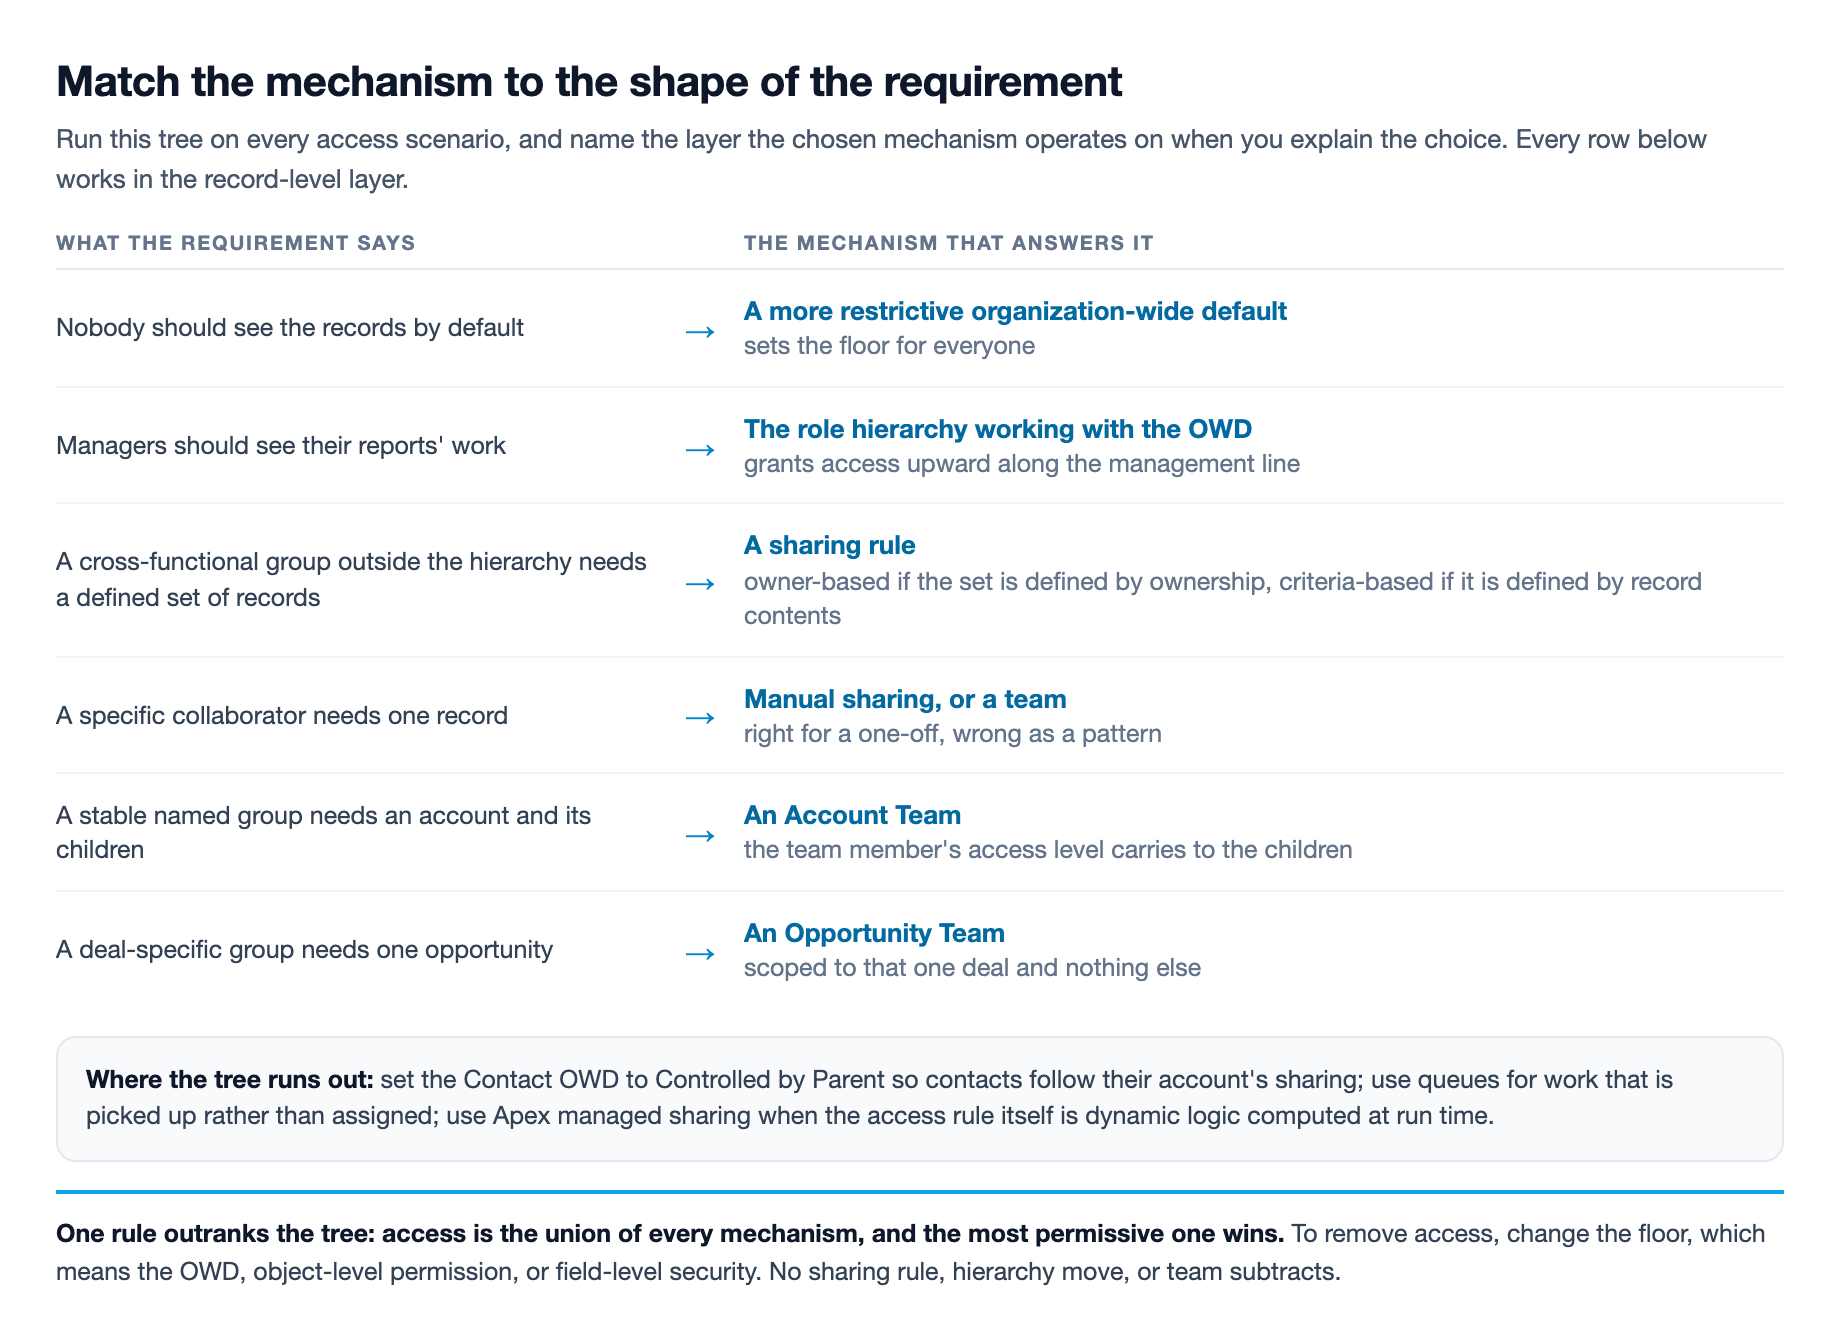 Match the mechanism to the shape of the requirement
Run this tree on every access scenario, and name the layer the chosen mechanism operates on when you explain the choice. Every row below
works in the record-level layer.
WHAT THE REQUIREMENT SAYS
THE MECHANISM THAT ANSWERS IT
Nobody should see the records by default
→
A more restrictive organization-wide default
sets the floor for everyone
Managers should see their reports' work
→
The role hierarchy working with the OWD
grants access upward along the management line
A cross-functional group outside the hierarchy needs
a defined set of records
→
A sharing rule
owner-based if the set is defined by ownership, criteria-based if it is defined by record
contents
A specific collaborator needs one record
→
Manual sharing, or a team
right for a one-off, wrong as a pattern
A stable named group needs an account and its
children
→
An Account Team
the team member's access level carries to the children
A deal-specific group needs one opportunity
→
An Opportunity Team
scoped to that one deal and nothing else
Where the tree runs out: set the Contact OWD to Controlled by Parent so contacts follow their account's sharing; use queues for work that is
picked up rather than assigned; use Apex managed sharing when the access rule itself is dynamic logic computed at run time.
One rule outranks the tree: access is the union of every mechanism, and the most permissive one wins. To remove access, change the floor, which
means the OWD, object-level permission, or field-level security. No sharing rule, hierarchy move, or team subtracts.